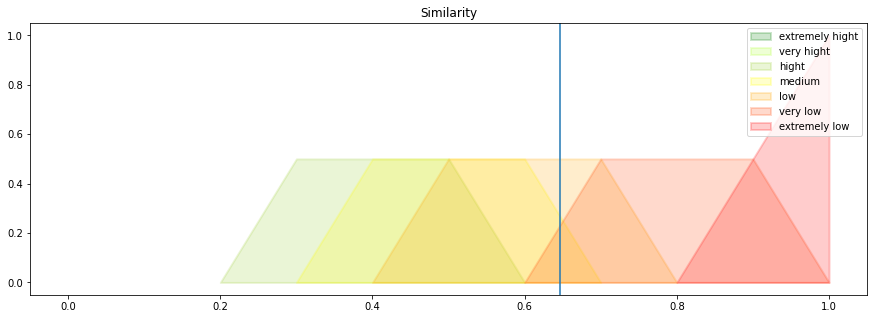 Similarity
1.0
0.8
0.6
0.4
0.2
0.0
0.0 0.2 0.4 0.6 0.8 1.0
extremely hight
very hight
hight
medium
low
very low
extremely low